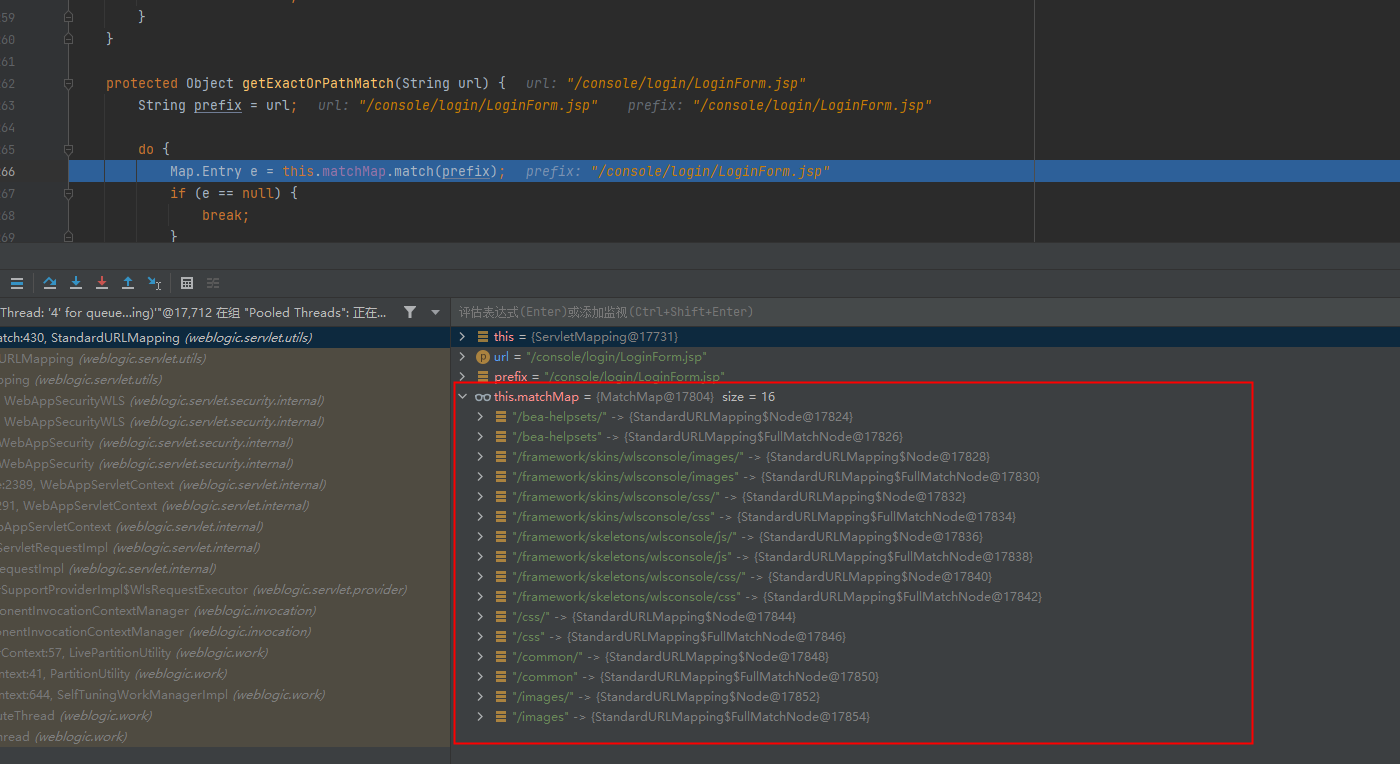 59 }
60 }
61
62 protected Object getExactOrPathMatch(String url) { url: "/console/login/LoginForm.jsp"
63 String prefix = url; url: "/console/login/LoginForm.jsp" prefix: "/console/login/LoginForm.jsp"
64
65 do {
66 Map.Entry e = this.matchMap.match(prefix); prefix: "/console/login/LoginForm.jsp"
67 if (e == null) {
68 break;
69 }
Thread: '4' for queue...ing)'"@17,712 在组 "Pooled Threads": 正在...
评估表达式(Enter)或添加监视(Ctrl+Shift+Enter)
atch:430, StandardURLMapping (weblogic.servlet.utils)
URLMapping (weblogic.servlet.utils)
pping (weblogic.servlet.utils)
WebAppSecurityWLS (weblogic.servlet.security.internal)
WebAppSecurityWLS (weblogic.servlet.security.internal)
WebAppSecurity (weblogic.servlet.security.internal)
WebAppSecurity (weblogic.servlet.security.internal)
e:2389, WebAppServletContext (weblogic.servlet.internal)
291, WebAppServletContext (weblogic.servlet.internal)
bAppServletContext (weblogic.servlet.internal)
ServletRequestImpl (weblogic.servlet.internal)
equestImpl (weblogic.servlet.internal)
rSupportProviderImpl$WlsRequestExecutor (weblogic.servlet.provider)
ponentInvocationContextManager (weblogic.invocation)
onentInvocationContextManager (weblogic.invocation)
rContext:57, LivePartitionUtility (weblogic.work)
ontext:41, PartitionUtility (weblogic.work)
ntext:644, SelfTuningWorkManagerImpl (weblogic.work)
uteThread (weblogic.work)
hread (weblogic.work)
this = {ServletMapping@17731}
url = "/console/login/LoginForm.jsp"
prefix = "/console/login/LoginForm.jsp"
this.matchMap = {MatchMap@17804} size = 16
"/bea-helpsets/" -> {StandardURLMapping$Node@17824}
"/bea-helpsets" -> {StandardURLMapping$FullMatchNode@17826}
"/framework/skins/wlsconsole/images/" -> {StandardURLMapping$Node@17828}
"/framework/skins/wlsconsole/images" -> {StandardURLMapping$FullMatchNode@17830}
"/framework/skins/wlsconsole/css/" -> {StandardURLMapping$Node@17832}
"/framework/skins/wlsconsole/css" -> {StandardURLMapping$FullMatchNode@17834}
"/framework/skeletons/wlsconsole/js/" -> {StandardURLMapping$Node@17836}
"/framework/skeletons/wlsconsole/js" -> {StandardURLMapping$FullMatchNode@17838}
"/framework/skeletons/wlsconsole/css/" -> {StandardURLMapping$Node@17840}
"/framework/skeletons/wlsconsole/css" -> {StandardURLMapping$FullMatchNode@17842}
"/css/" -> {StandardURLMapping$Node@17844}
"/css" -> {StandardURLMapping$FullMatchNode@17846}
"/common/" -> {StandardURLMapping$Node@17848}
"/common" -> {StandardURLMapping$FullMatchNode@17850}
"/images/" -> {StandardURLMapping$Node@17852}
"/images" -> {StandardURLMapping$FullMatchNode@17854}